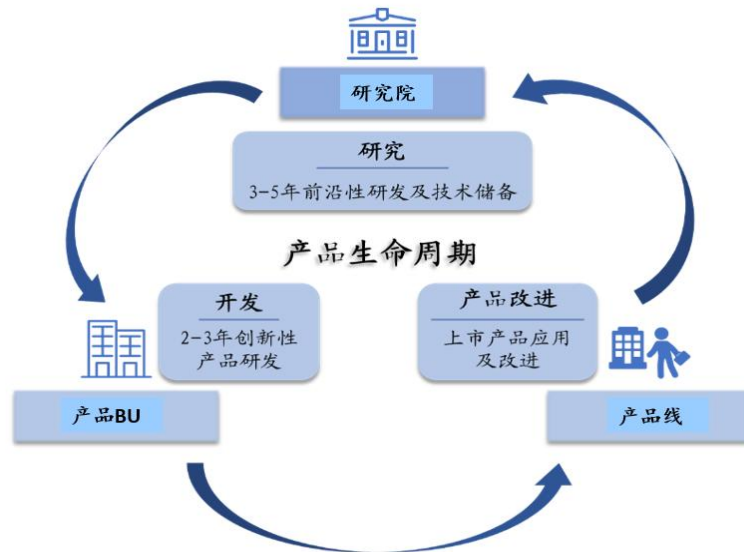 研究院
研究
3-5年前沿性研发及技术储备
产品生命周期
开发
2-3年创新性
产品研发
产品改进
上市产品应用
及改进
产品BU
产品线